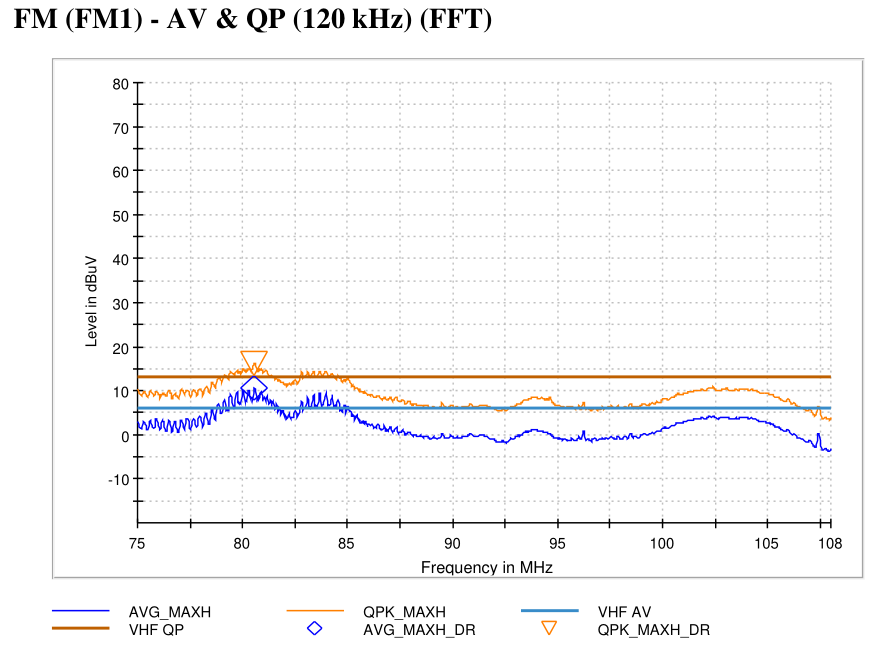 FM (FM1) - AV & QP (120 kHz) (FFT)
80
70
60
50
40
30
20
10
0
-10
Level in dBuV
75 80 85 90 95 100 105 108
Frequency in MHz
AVG_MAXH QPK_MAXH VHF AV
VHF QP AVG_MAXH_DR QPK_MAXH_DR